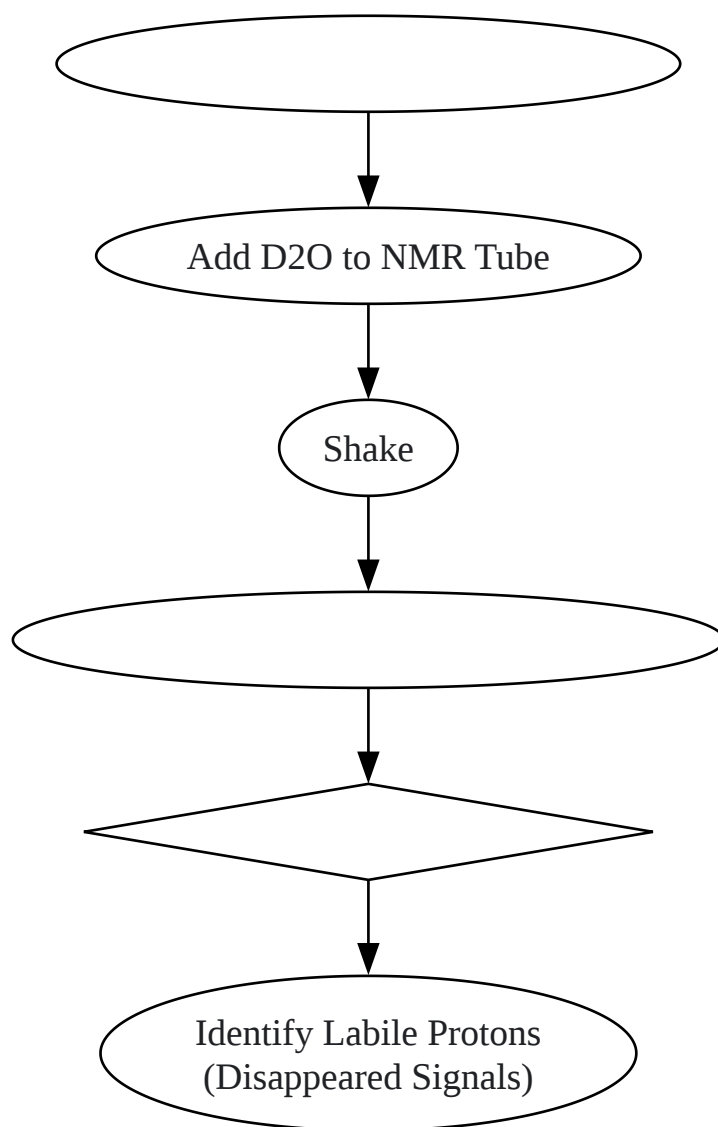 Add D2O to NMR Tube
Shake
Identify Labile Protons
(Disappeared Signals)